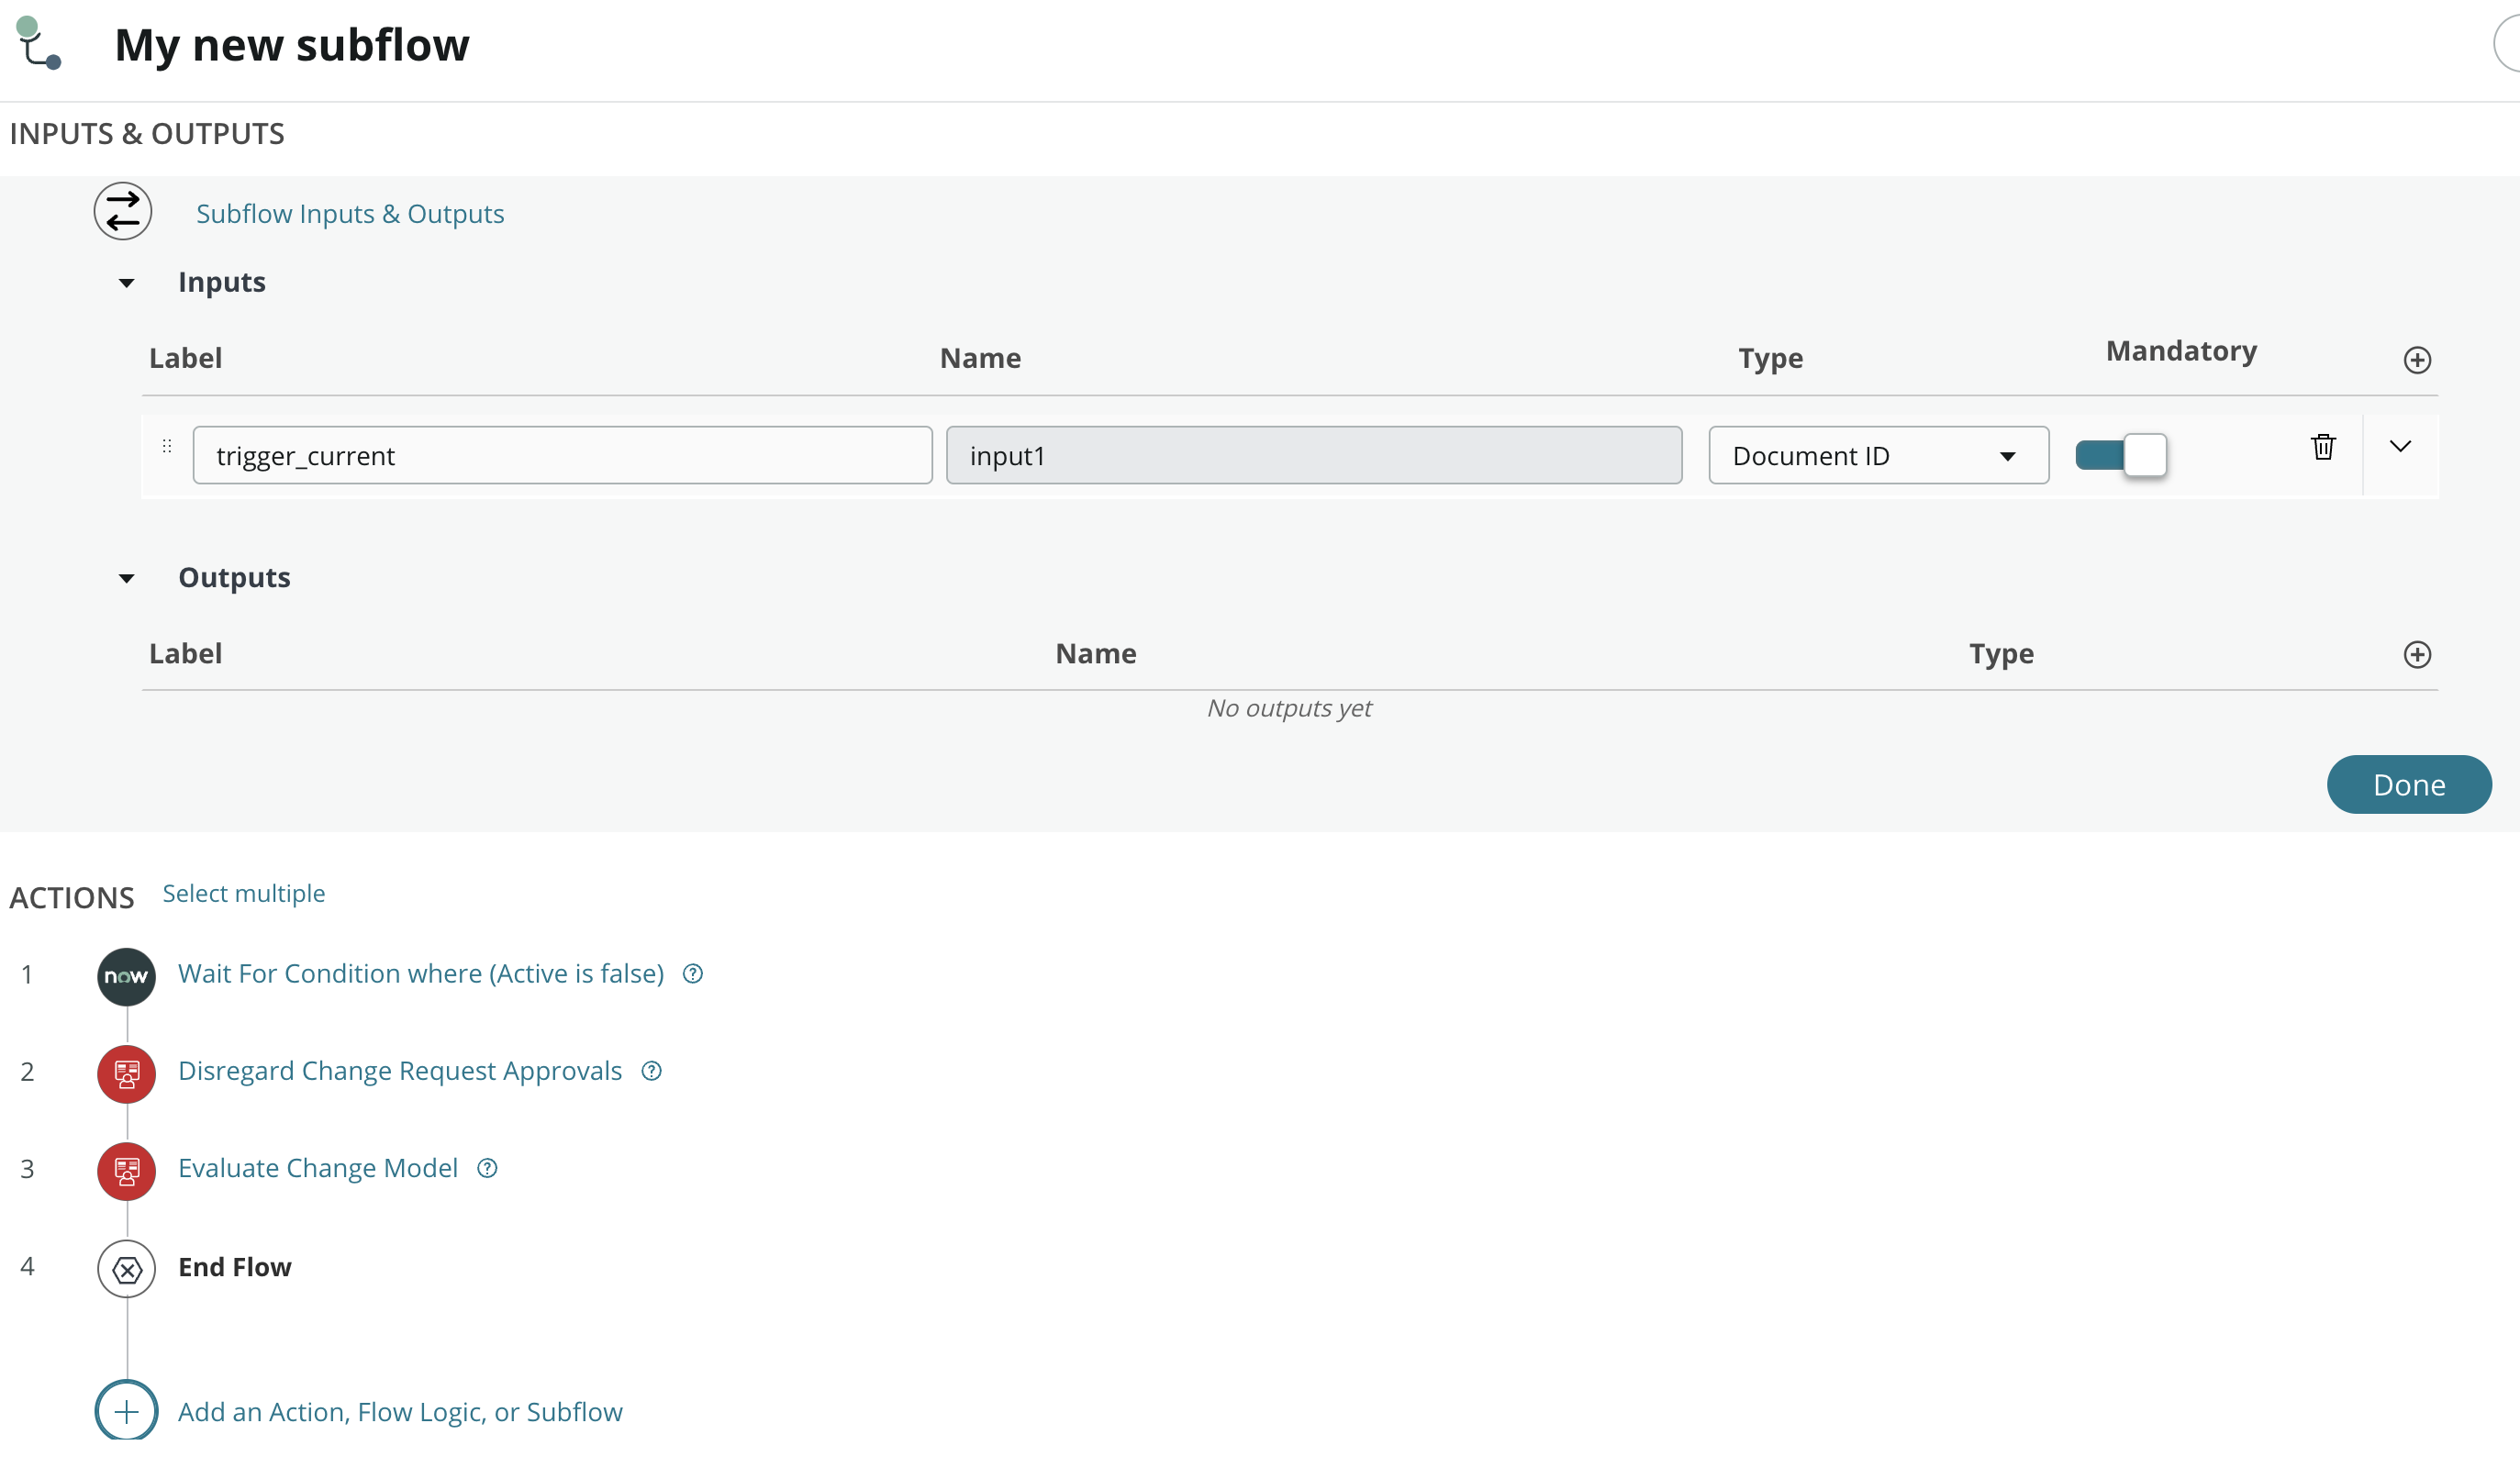 My new subflow
INPUTS & OUTPUTS
Subflow Inputs & Outputs
Inputs
Label Name Type Mandatory
trigger_current input1 Document ID
Outputs
Label Name Type
No outputs yet
Done
ACTIONS Select multiple
1 now Wait For Condition where (Active is false)
2 Disregard Change Request Approvals
3 Evaluate Change Model
4 End Flow
Add an Action, Flow Logic, or Subflow